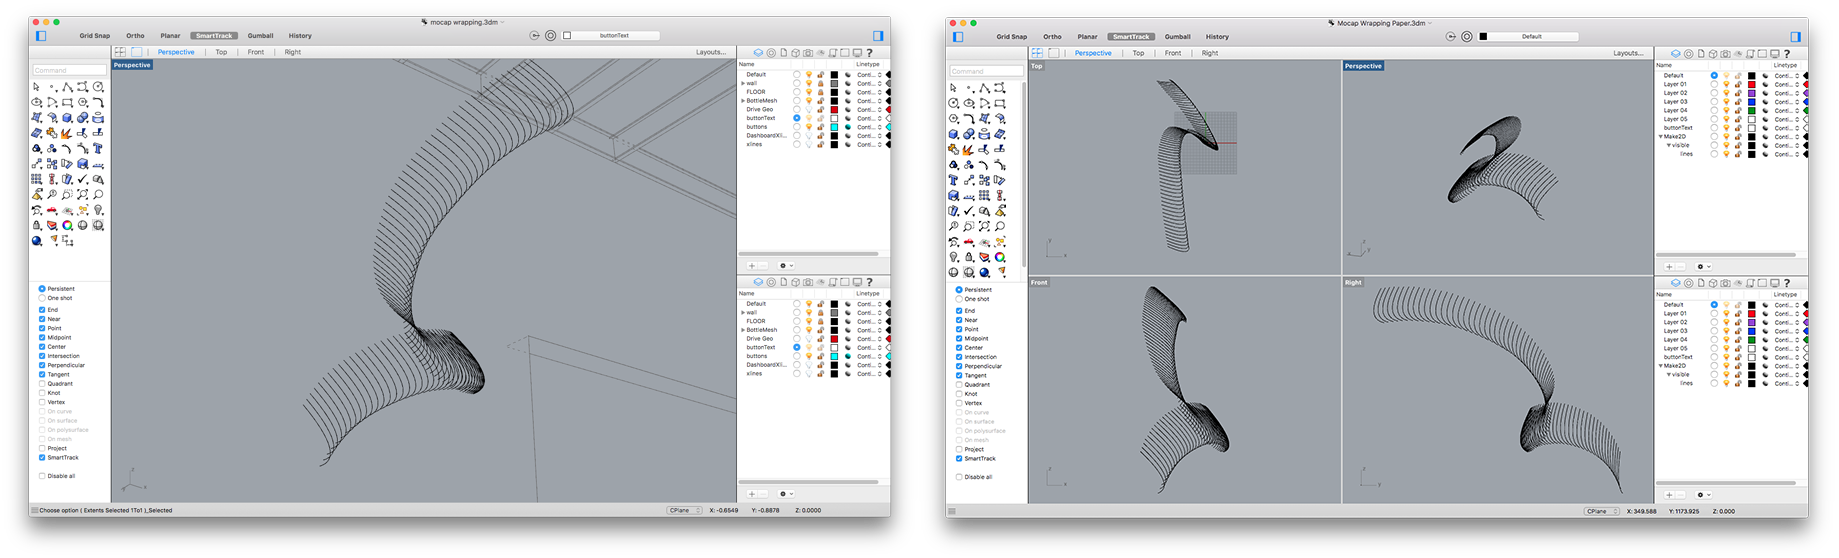 mocap wrapping.3dm
Grid Snap Ortho Planar SmartTrack Gumball History buttonText
Perspective Top Front Right Layouts...
Command
Perspective
Name Linetype
Default Conti...
wall Conti...
FLOOR Conti...
BottleMesh Conti...
Drive Geo Conti...
buttonText Conti...
buttons Conti...
DashboardXli... Conti...
xlines Conti...
Persistent
One shot
End
Near
Point
Midpoint
Center
Intersection
Perpendicular
Tangent
Quadrant
Knot
Vertex
On curve
On surface
On polysurface
On mesh
Project
SmartTrack
Disable all
Name Linetype
Default Conti...
wall Conti...
FLOOR Conti...
BottleMesh Conti...
Drive Geo Conti...
buttonText Conti...
buttons Conti...
DashboardXli... Conti...
xlines Conti...
z
x
Choose option ( Extents Selected 1To1 )_Selected
CPlane X: -0.6549 Y: -0.8878 Z: 0.0000
Mocap Wrapping Paper.3dm
Grid Snap Ortho Planar SmartTrack Gumball History Default
Perspective Top Front Right Layouts...
Command
Top
y
x
Perspective
z
y
x
Front
z
x
Right
z
y
Name Linetype
Default Conti...
Layer 01 Conti...
Layer 02 Conti...
Layer 03 Conti...
Layer 04 Conti...
Layer 05 Conti...
buttonText Conti...
Make2D Conti...
visible Conti...
lines Conti...
Persistent
One shot
End
Near
Point
Midpoint
Center
Intersection
Perpendicular
Tangent
Quadrant
Knot
Vertex
On curve
On surface
On polysurface
On mesh
Project
SmartTrack
Disable all
Name Linetype
Default Conti...
Layer 01 Conti...
Layer 02 Conti...
Layer 03 Conti...
Layer 04 Conti...
Layer 05 Conti...
buttonText Conti...
Make2D Conti...
visible Conti...
lines Conti...
CPlane X: 349.588 Y: 1173.925 Z: 0.000